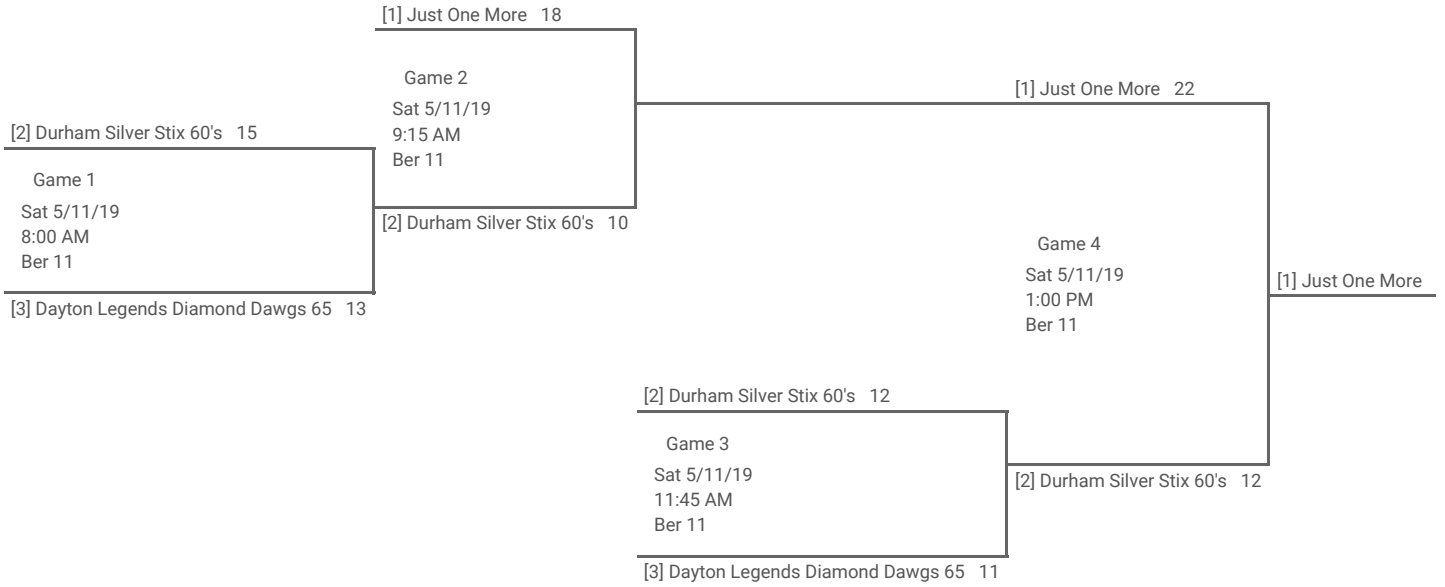 [1] Just One More 18
Game 2
Sat 5/11/19
9:15 AM
Ber 11
[2] Durham Silver Stix 60's 10
[2] Durham Silver Stix 60's 15
Game 1
Sat 5/11/19
8:00 AM
Ber 11
[3] Dayton Legends Diamond Dawgs 65 13
[1] Just One More 22
Game 4
Sat 5/11/19
1:00 PM
Ber 11
[2] Durham Silver Stix 60's 12
[1] Just One More
[2] Durham Silver Stix 60's 12
Game 3
Sat 5/11/19
11:45 AM
Ber 11
[3] Dayton Legends Diamond Dawgs 65 11